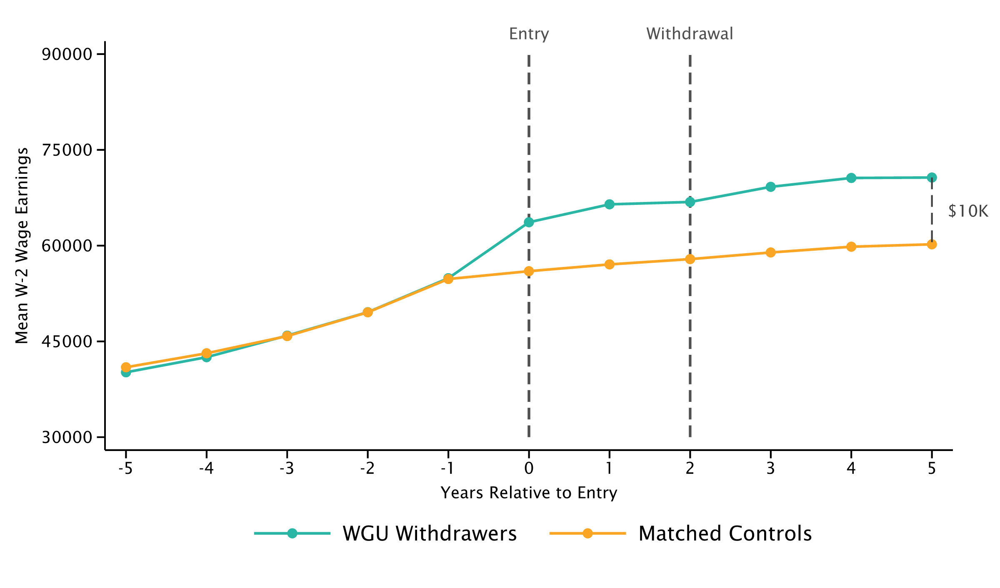 Entry
Withdrawal
90000
75000
60000
45000
30000
Mean W-2 Wage Earnings
$10K
-5
-4
-3
-2
-1
0
1
2
3
4
5
Years Relative to Entry
WGU Withdrawers
Matched Controls